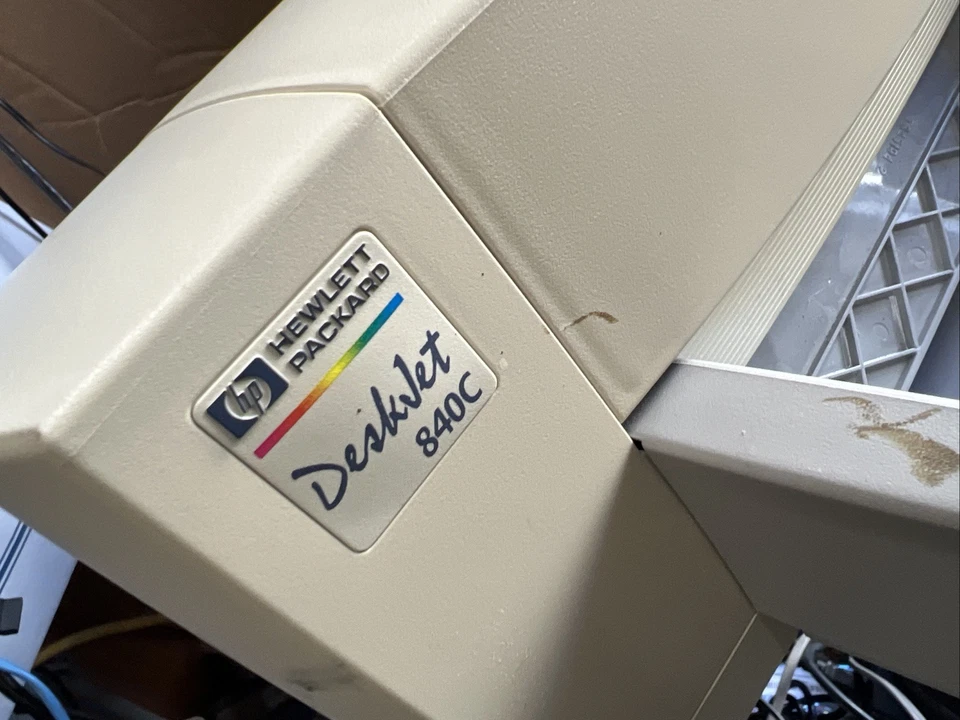 hp
HEWLETT
PACKARD
DeskJet
840C